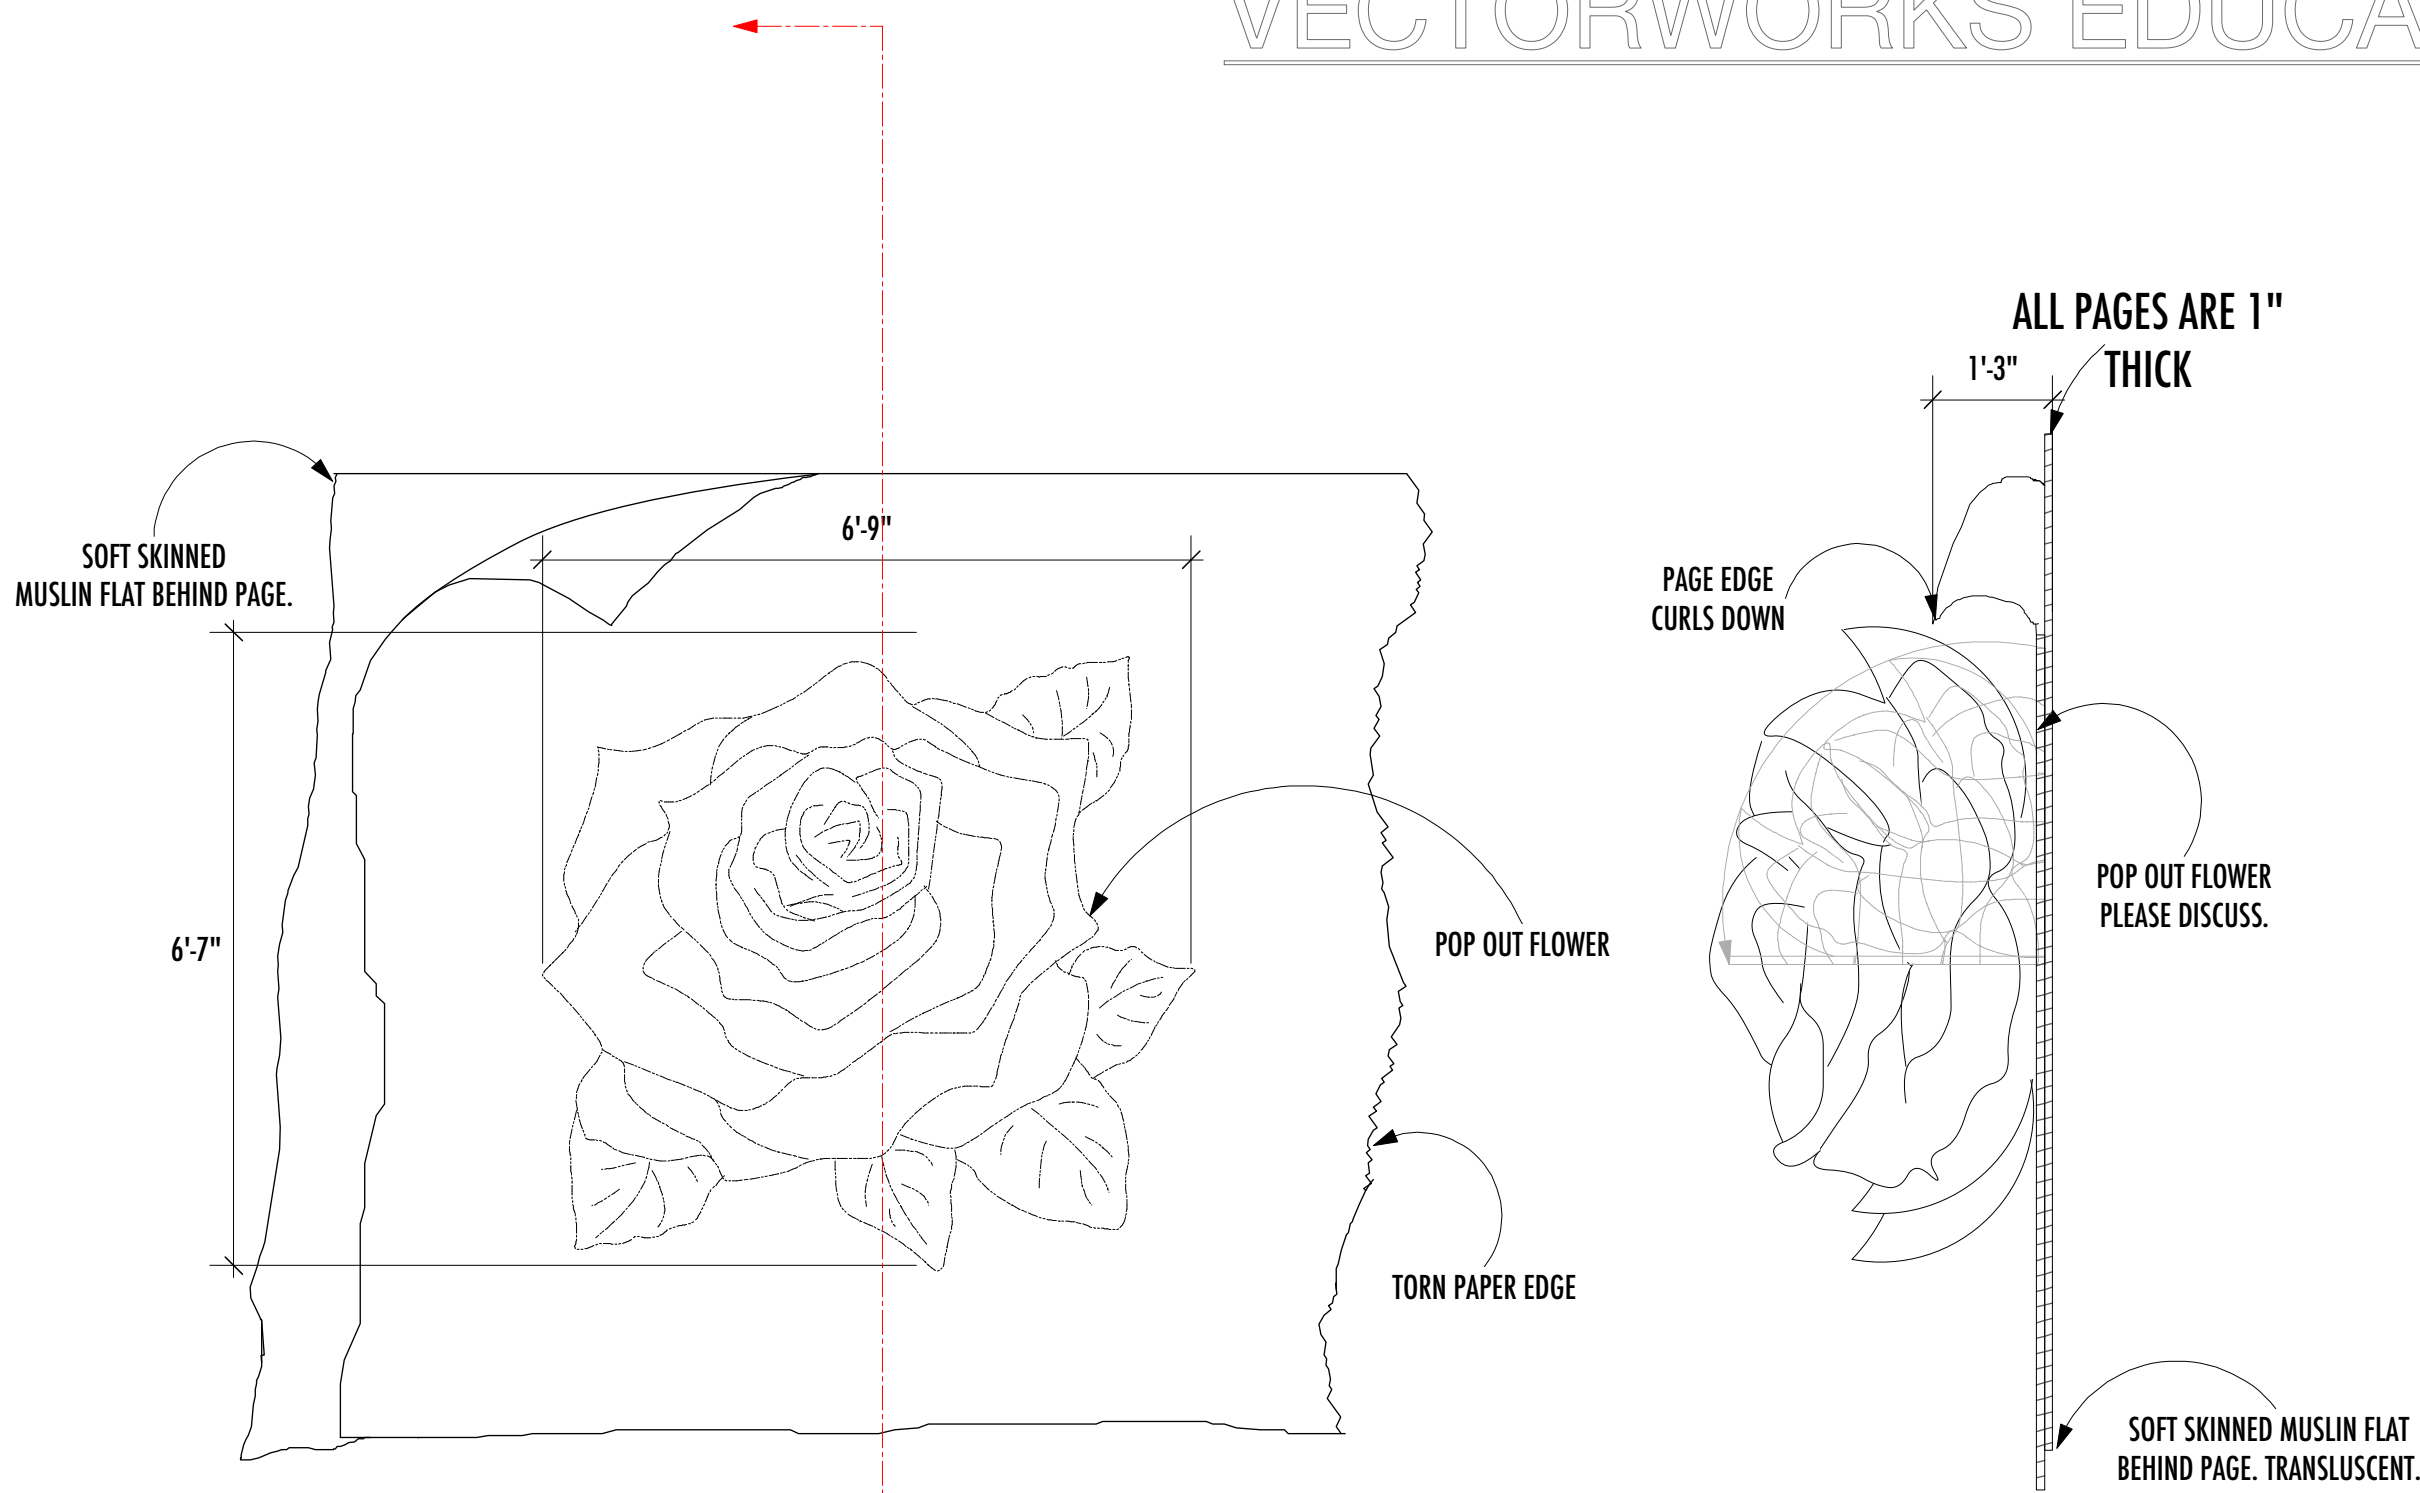 VECTORWORKS EDUCA
ALL PAGES ARE 1"
THICK
1'-3"
SOFT SKINNED
MUSLIN FLAT BEHIND PAGE.
6'-9"
PAGE EDGE
CURLS DOWN
6'-7"
POP OUT FLOWER
POP OUT FLOWER
PLEASE DISCUSS.
TORN PAPER EDGE
SOFT SKINNED MUSLIN FLAT
BEHIND PAGE. TRANSLUSCENT.